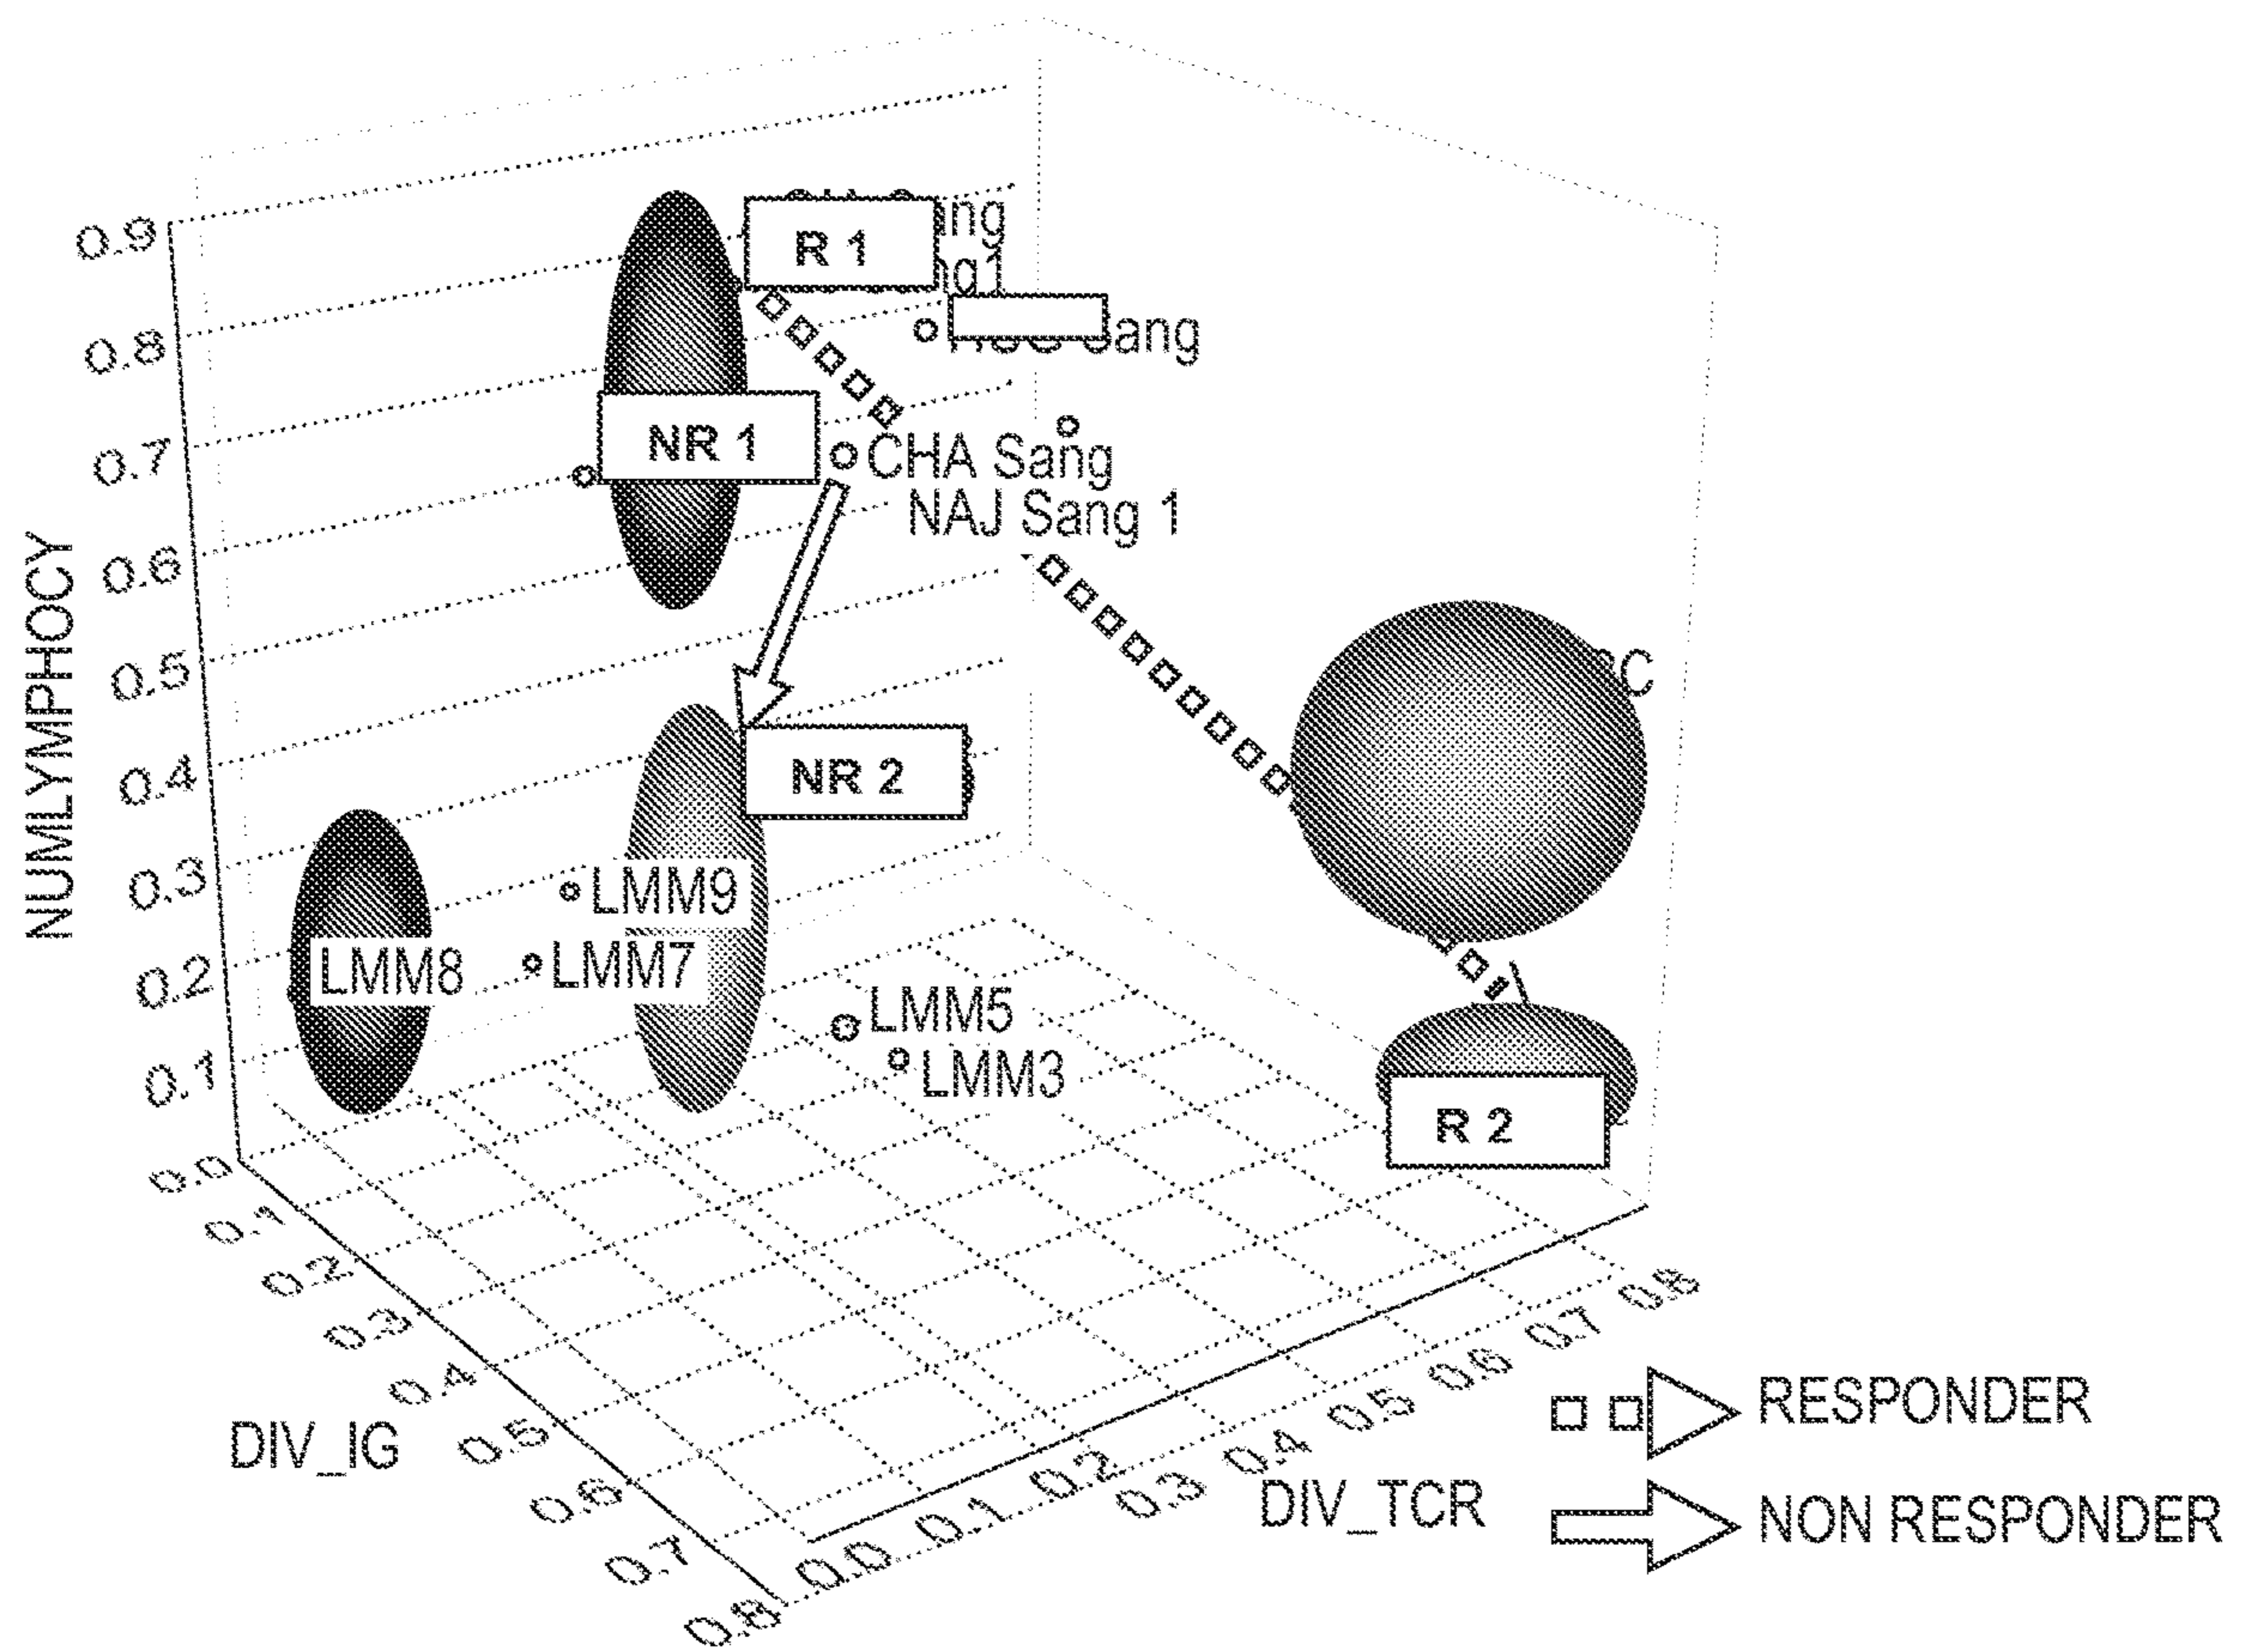 R 1
ang
g1
Sang
NR 1
CHA Sang
NAJ Sang 1
NR 2
LMM9
LMM8
LMM7
LMM5
LMM3
R 2
NUMLYMPHOCY
0.9
0.8
0.7
0.6
0.5
0.4
0.3
0.2
0.1
0.0
0.1
0.2
0.3
0.4
0.5
0.6
0.7
0.8
DIV_IG
0.0
0.1
0.2
0.3
0.4
0.5
0.6
0.7
0.8
DIV_TCR
RESPONDER
NON RESPONDER